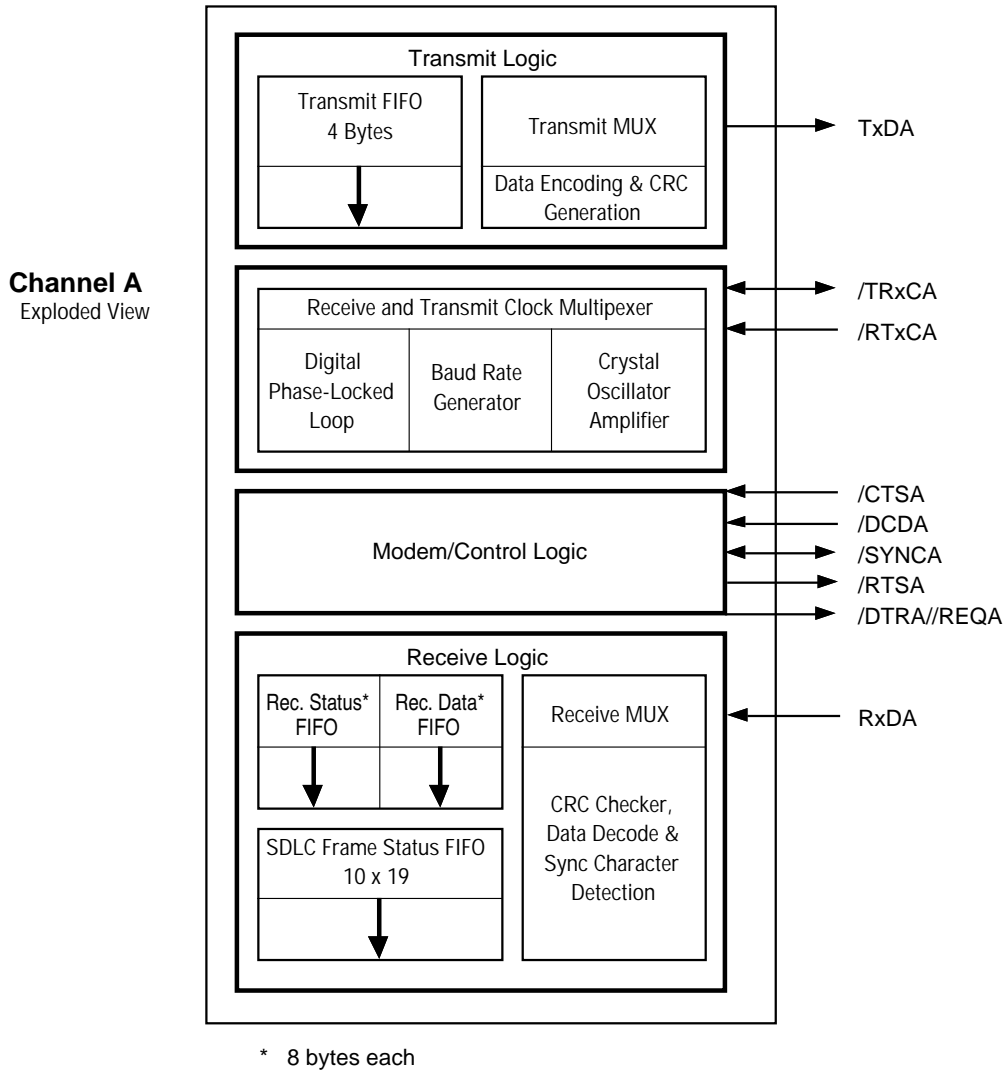 Transmit Logic
Transmit FIFO
4 Bytes
Transmit MUX
Data Encoding & CRC
Generation
TxDA
Channel A
Exploded View
Receive and Transmit Clock Multipexer
Digital
Phase-Locked
Loop
Baud Rate
Generator
Crystal
Oscillator
Amplifier
/TRxCA
/RTxCA
Modem/Control Logic
/CTSA
/DCDA
/SYNCA
/RTSA
/DTRA//REQA
Receive Logic
Rec. Status*
FIFO
Rec. Data*
FIFO
Receive MUX
RxDA
SDLC Frame Status FIFO
10 x 19
CRC Checker,
Data Decode &
Sync Character
Detection
* 8 bytes each